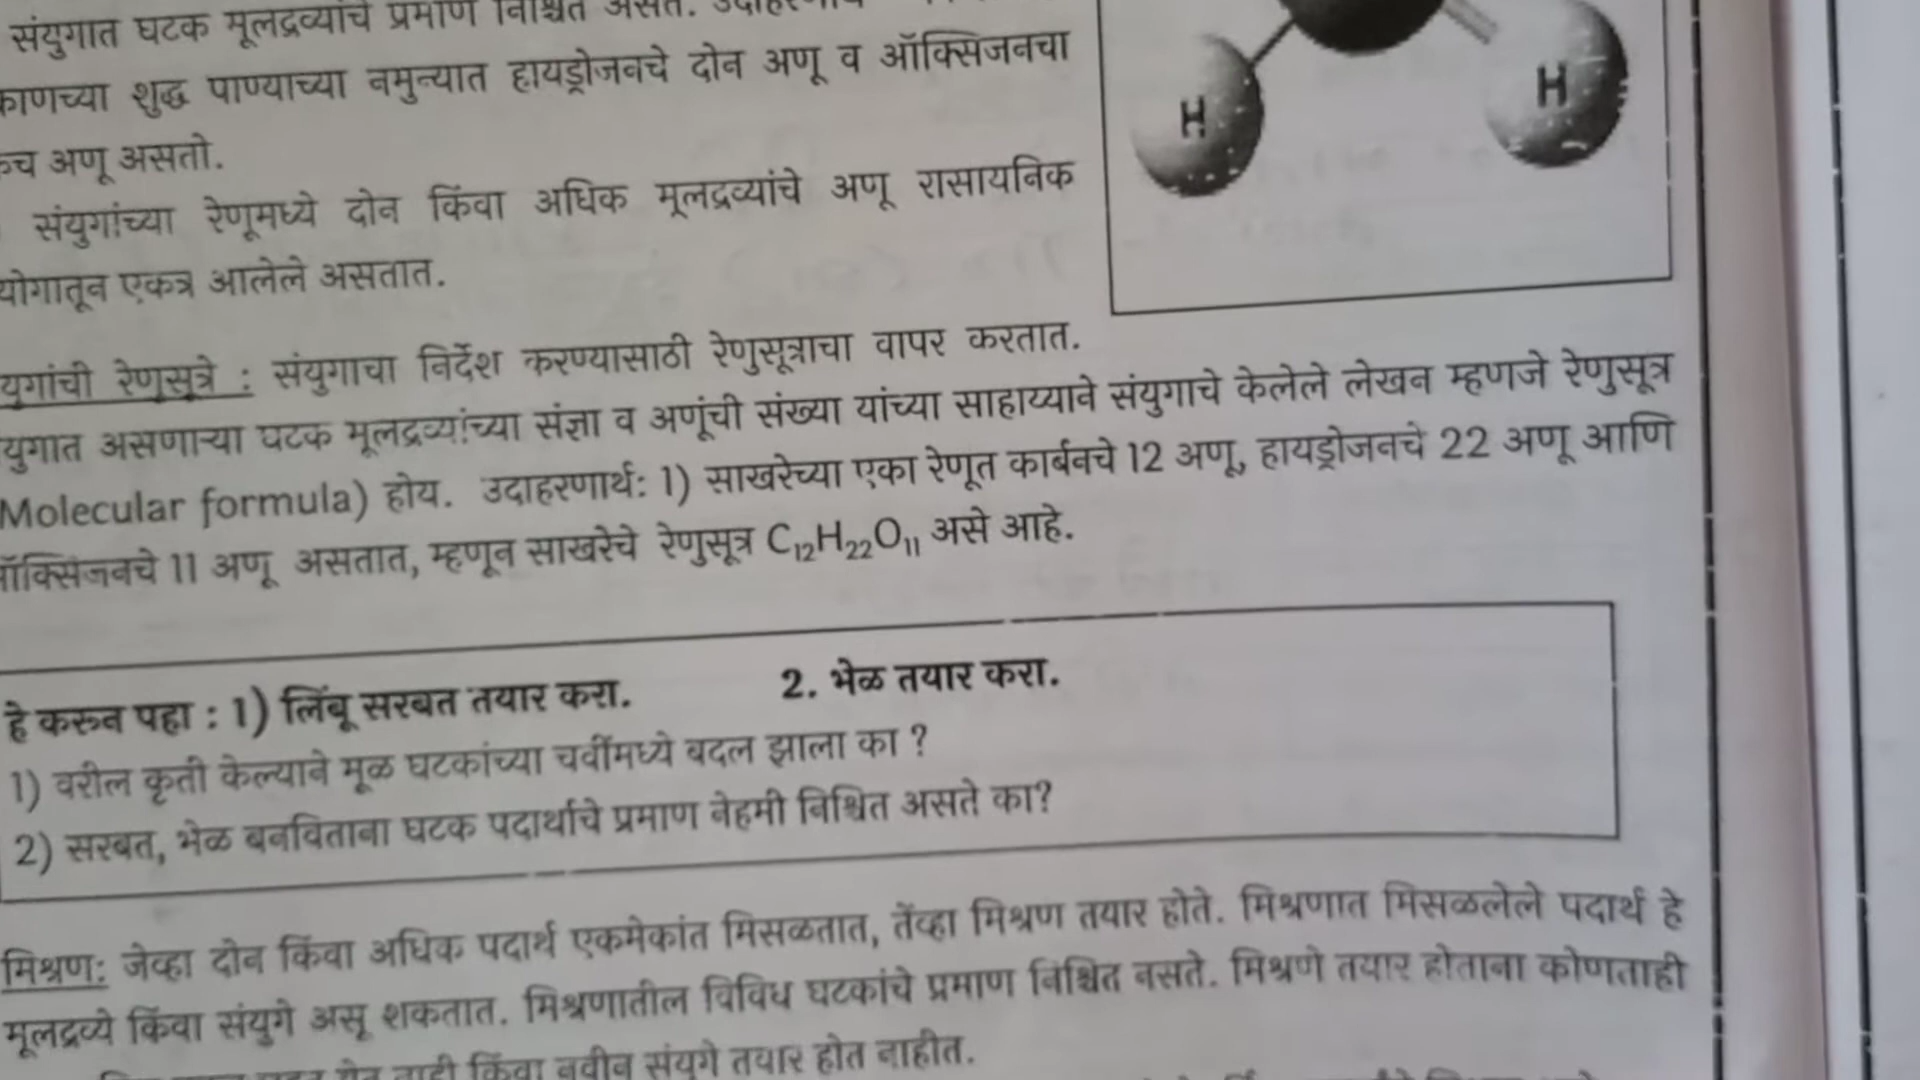 संयुगात घटक मूलद्रव्यांचे प्रमाण निश्चित असते.
शुद्ध पाण्याच्या नमुन्यात हायड्रोजनचे दोन अणू व ऑक्सिजनचा
अणू असतो.
संयुगांच्या रेणूमध्ये दोन किंवा अधिक मूलद्रव्यांचे अणू रासायनिक
एकत्र आलेले असतात.
H
H
रेणुसूत्रे : संयुगाचा निर्देश करण्यासाठी रेणुसूत्राचा वापर करतात.
असणाऱ्या घटक मूलद्रव्यांच्या संज्ञा व अणूंची संख्या यांच्या साहाय्याने संयुगाचे केलेले लेखन म्हणजे रेणुसूत्र
Molecular formula) होय. उदाहरणार्थ: 1) साखरेच्या एका रेणूत कार्बनचे 12 अणू, हायड्रोजनचे 22 अणू आणि
11 अणू असतात, म्हणून साखरेचे रेणुसूत्र C₁₂H₂₂O₁₁ असे आहे.
हे करून पहा : 1) लिंबू सरबत तयार करा. 2. भेळ तयार करा.
1) वरील कृती केल्याने मूळ घटकांच्या चवींमध्ये बदल झाला का ?
2) सरबत, भेळ बनविताना घटक पदार्थाचे प्रमाण नेहमी निश्चित असते का?
मिश्रण: जेव्हा दोन किंवा अधिक पदार्थ एकमेकांत मिसळतात, तेंव्हा मिश्रण तयार होते. मिश्रणात मिसळलेले पदार्थ हे
मूलद्रव्ये किंवा संयुगे असू शकतात. मिश्रणातील विविध घटकांचे प्रमाण निश्चित नसते. मिश्रणे तयार होताना कोणताही
नाही किंवा नवीन संयुगे तयार होत नाहीत.